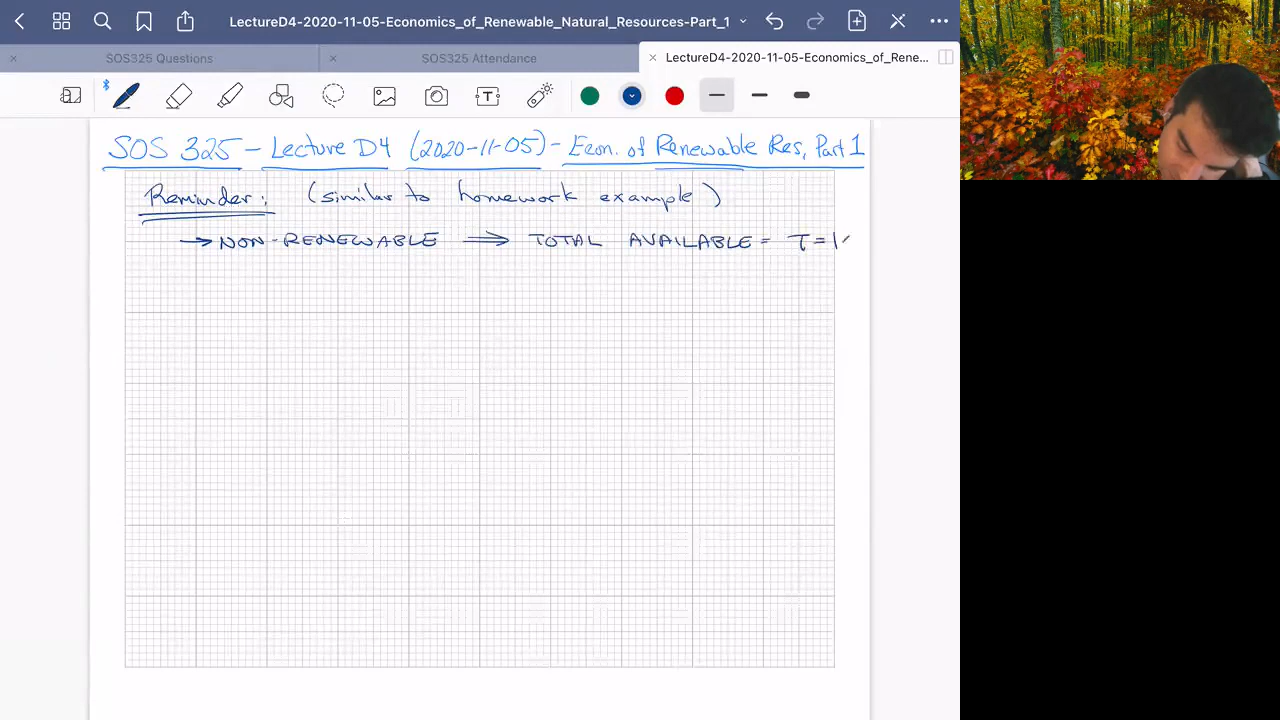 LectureD4-2020-11-05-Economics_of_Renewable_Natural_Resources-Part_1
SOS325 Questions
SOS325 Attendance
LectureD4-2020-11-05-Economics_of_Rene...
SOS 325 - Lecture D4 (2020-11-05) - Econ. of Renewable Res, Part 1
Reminder: (similar to homework example)
→ NON-RENEWABLE ⟹ TOTAL AVAILABLE = T=1